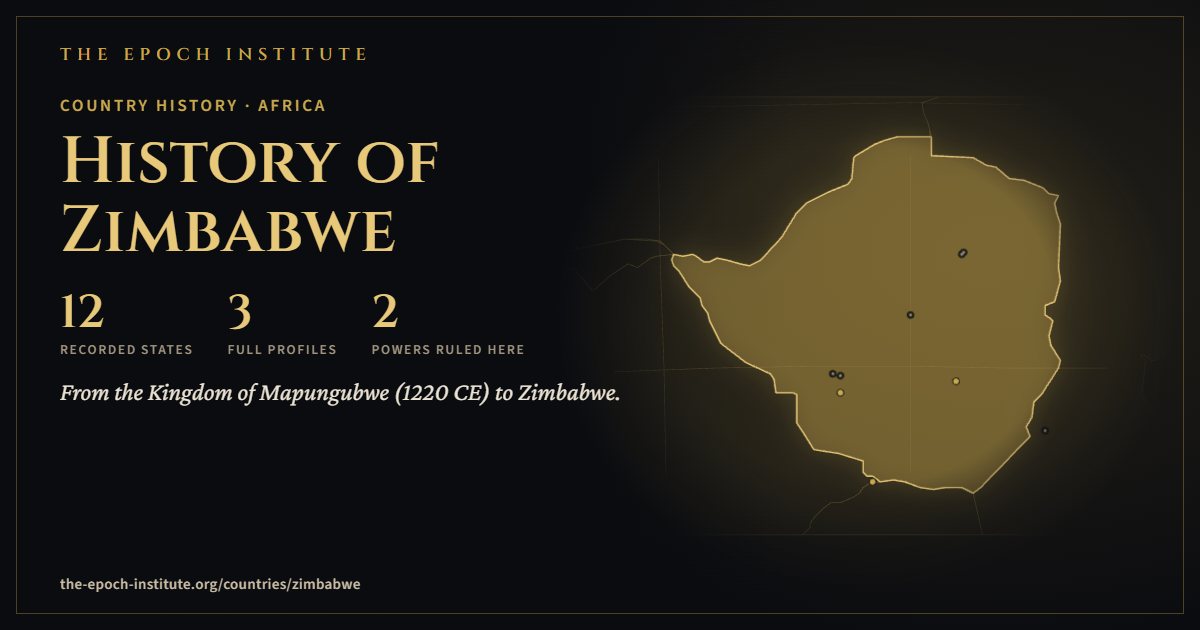 THE EPOCH INSTITUTE
COUNTRY HISTORY · AFRICA
HISTORY OF
ZIMBABWE
12 3 2
RECORDED STATES FULL PROFILES POWERS RULED HERE
From the Kingdom of Mapungubwe (1220 CE) to Zimbabwe.
the-epoch-institute.org/countries/zimbabwe